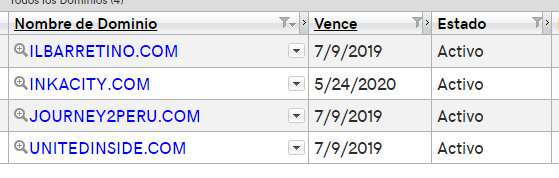 Todos los Dominios (4)
Nombre de Dominio Vence Estado
ILBARRETINO.COM 7/9/2019 Activo
INKACITY.COM 5/24/2020 Activo
JOURNEY2PERU.COM 7/9/2019 Activo
UNITEDINSIDE.COM 7/9/2019 Activo